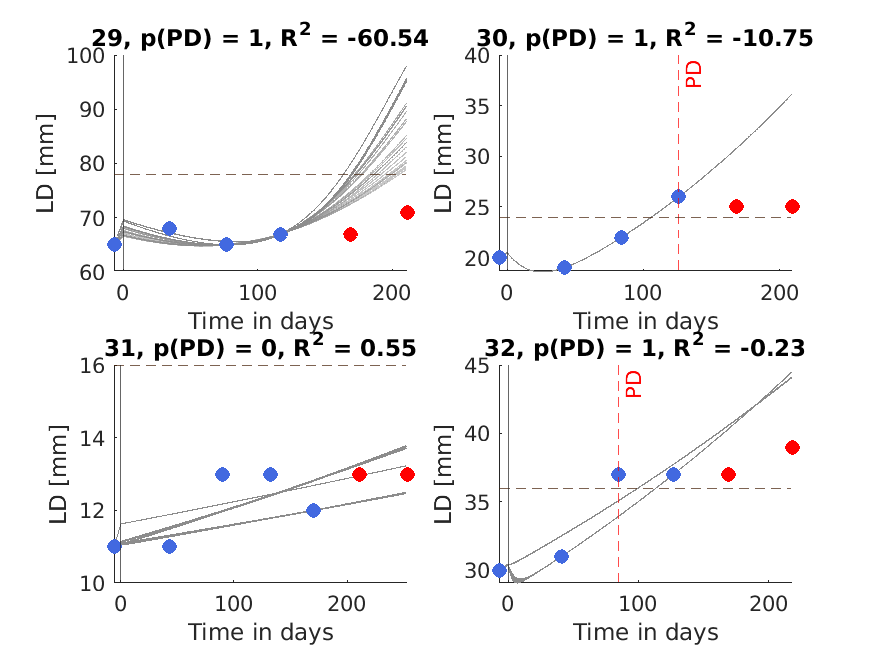 29, p(PD) = 1, R² = -60.54
100
90
80
70
60
LD [mm]
0
100
200
Time in days
30, p(PD) = 1, R² = -10.75
40
35
30
25
20
LD [mm]
PD
0
100
200
Time in days
31, p(PD) = 0, R² = 0.55
16
14
12
10
LD [mm]
0
100
200
Time in days
32, p(PD) = 1, R² = -0.23
45
40
35
30
LD [mm]
PD
0
100
200
Time in days